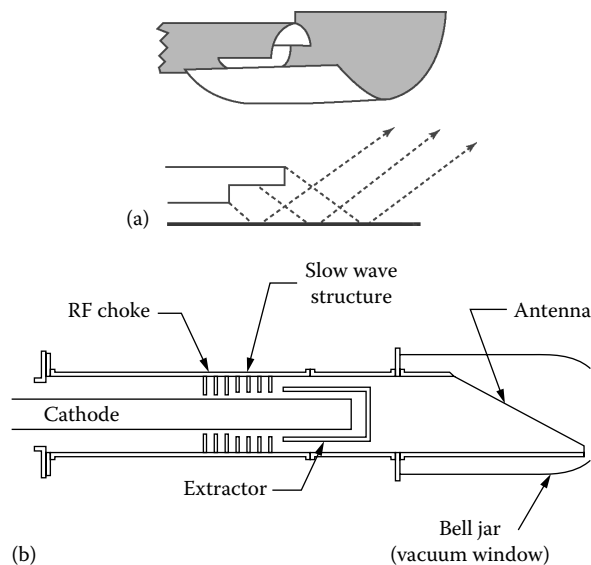 (a)
Slow wave
structure
RF choke
Antenna
Cathode
Extractor
Bell jar
(vacuum window)
(b)